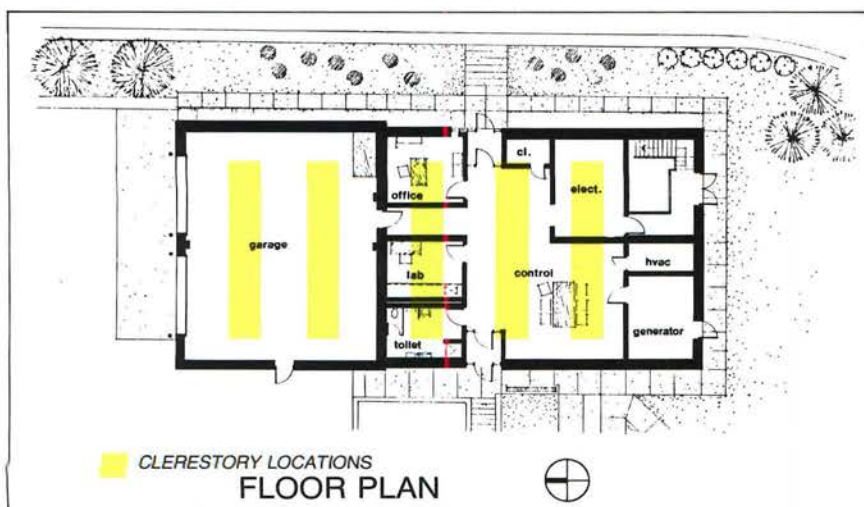 cl.
office
elect.
garage
lab
control
hvac
toilet
generator
CLERESTORY LOCATIONS
FLOOR PLAN